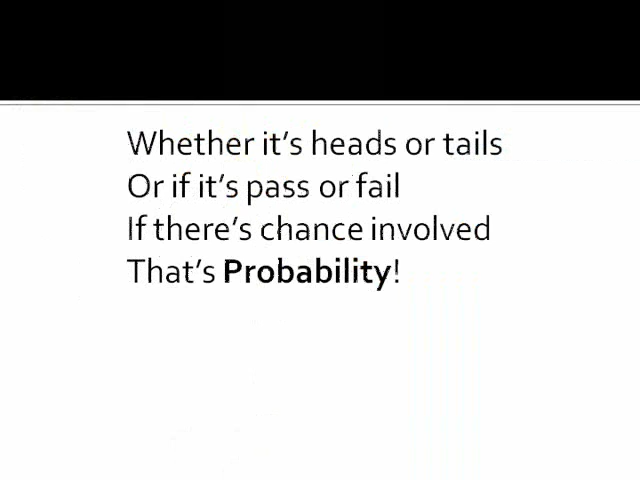 Whether it’s heads or tails
Or if it’s pass or fail
If there’s chance involved
That’s Probability!